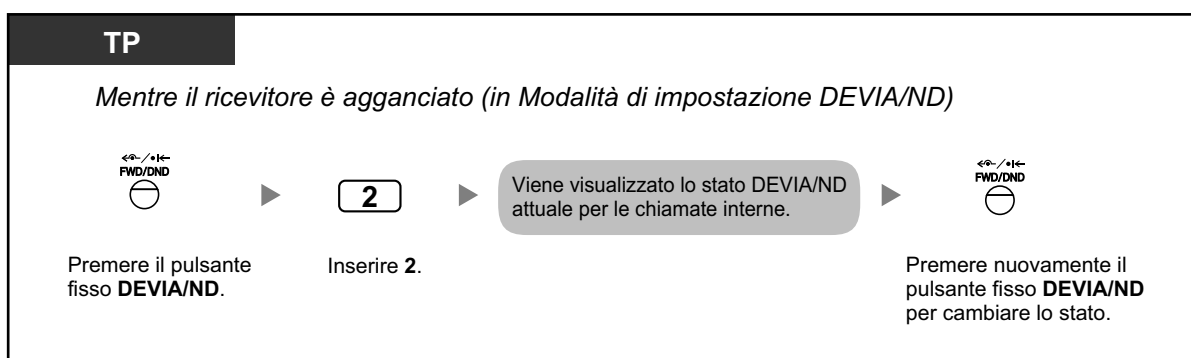 TP
Mentre il ricevitore è agganciato (in Modalità di impostazione DEVIA/ND)
FWD/DND
2
Viene visualizzato lo stato DEVIA/ND
attuale per le chiamate interne.
FWD/DND
Premere il pulsante
fisso DEVIA/ND.
Inserire 2.
Premere nuovamente il
pulsante fisso DEVIA/ND
per cambiare lo stato.